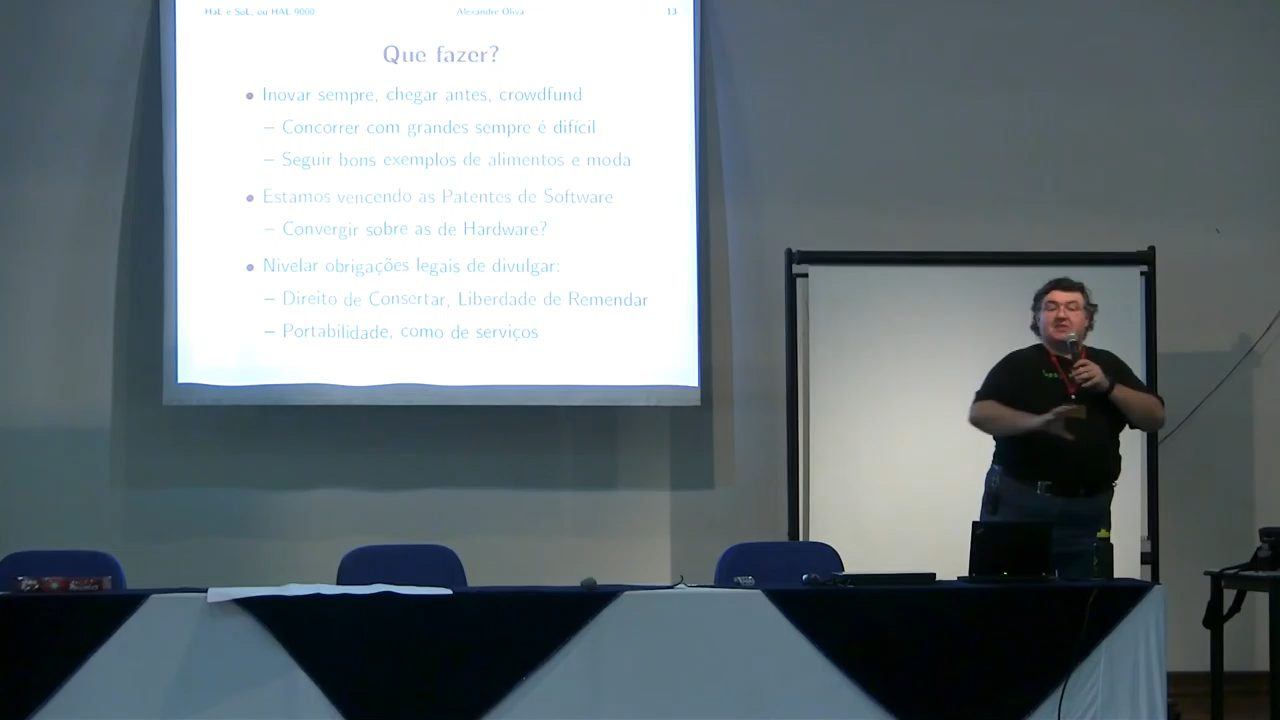 HaL e SoL, ou HAL 9000 Alexandre Oliva 13
Que fazer?
● Inovar sempre, chegar antes, crowdfund
– Concorrer com grandes sempre é difícil
– Seguir bons exemplos de alimentos e moda
● Estamos vencendo as Patentes de Software
– Convergir sobre as de Hardware?
● Nivelar obrigações legais de divulgar:
– Direito de Consertar, Liberdade de Remendar
– Portabilidade, como de serviços